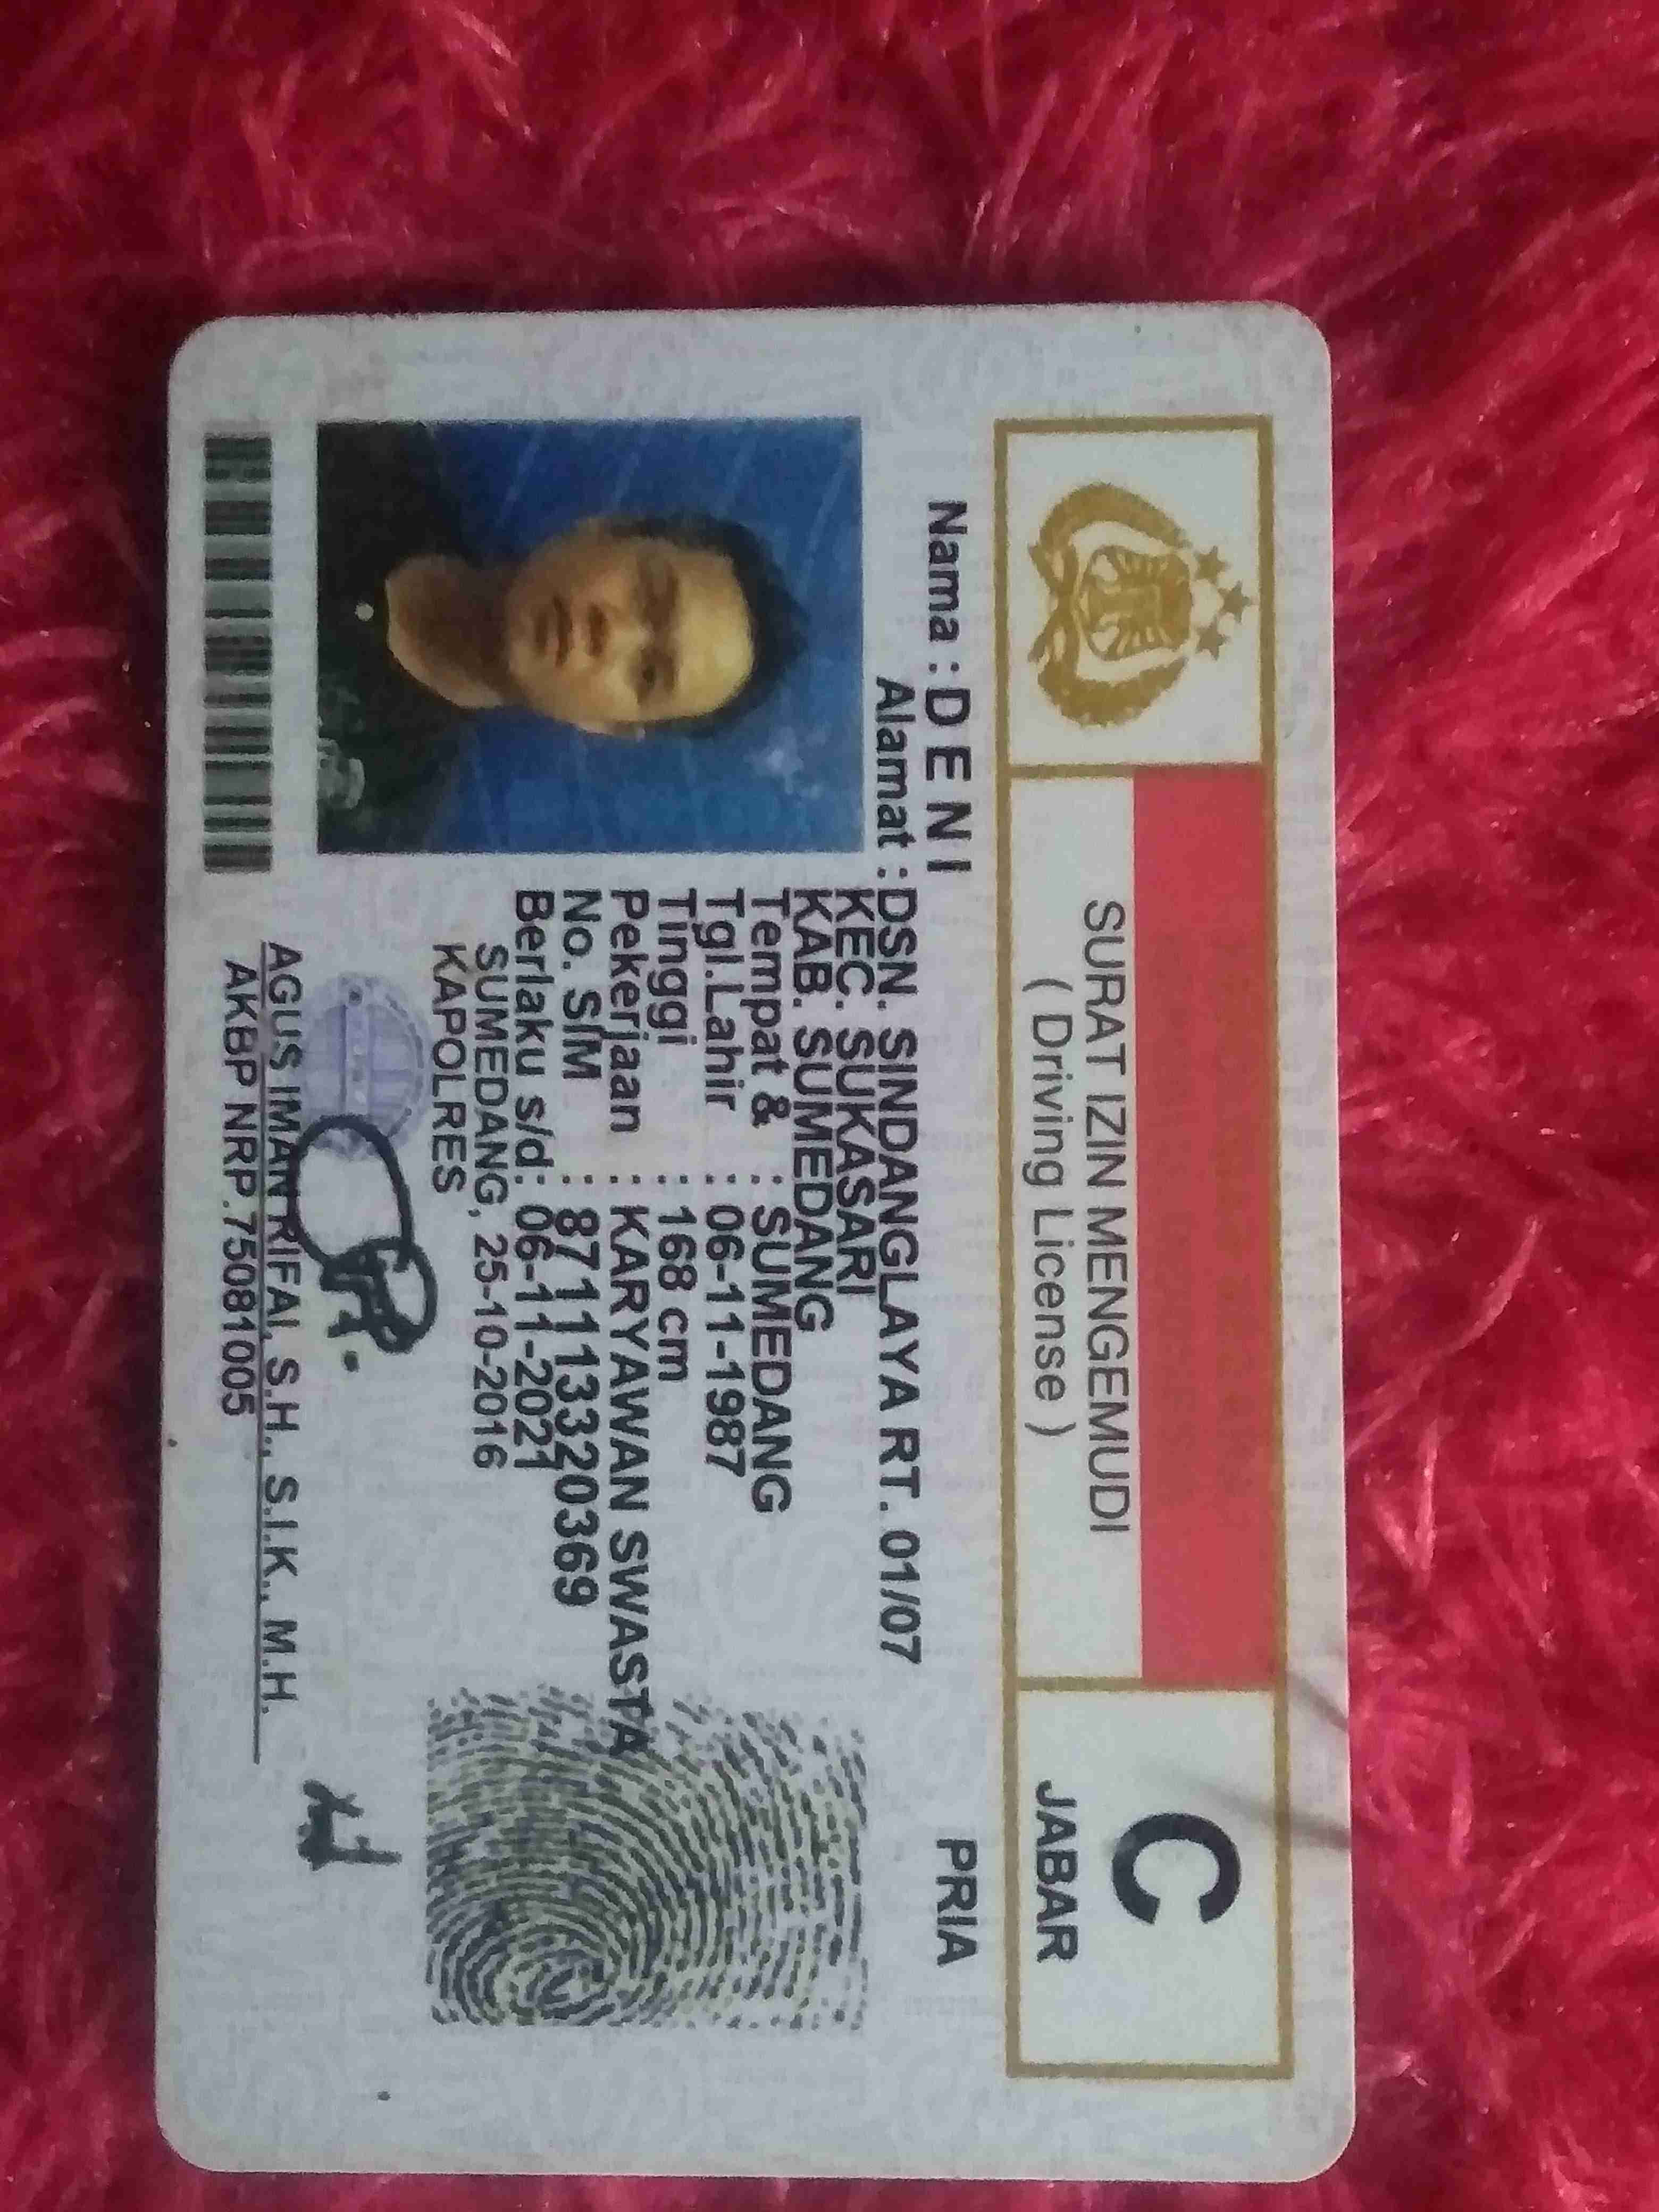 SURAT IZIN MENGEMUDI
( Driving License )
C
JABAR
Nama : D E N I
PRIA
Alamat : DSN. SINDANGLAYA RT. 01/07
KEC. SUKASARI
KAB. SUMEDANG
Tempat & : SUMEDANG
Tgl.Lahir : 06-11-1987
Tinggi : 168 cm
Pekerjaan : KARYAWAN SWASTA
No. SIM : 871111332​0369
Berlaku s/d : 06-11-2021
SUMEDANG, 25-10-2016
KAPOLRES
AGUS IMAN RIFAI, S.H., S.I.K., M.H.
AKBP NRP.75081005